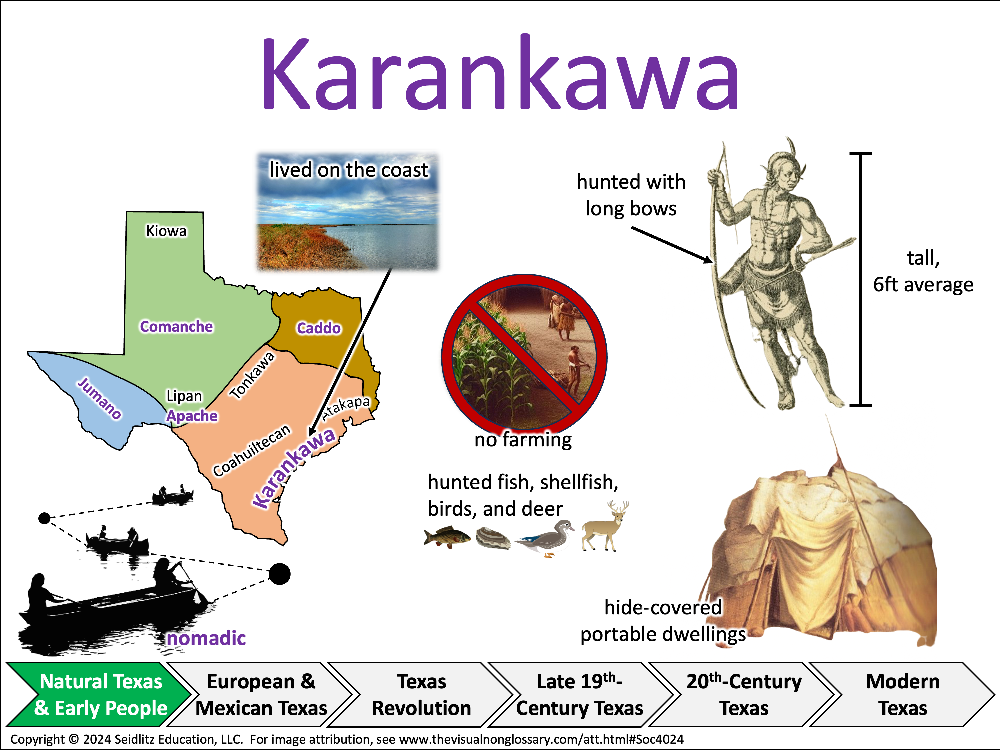 Karankawa
lived on the coast
hunted with
long bows
tall,
6ft average
Kiowa
Comanche
Caddo
Jumano
Lipan
Apache
Tonkawa
Atakapa
Coahuiltecan
Karankawa
no farming
hunted fish, shellfish,
birds, and deer
nomadic
hide-covered
portable dwellings
Natural Texas
& Early People
European &
Mexican Texas
Texas
Revolution
Late 19th-
Century Texas
20th-Century
Texas
Modern
Texas
Copyright © 2024 Seidlitz Education, LLC.  For image attribution, see www.thevisualnonglossary.com/att.html#Soc4024